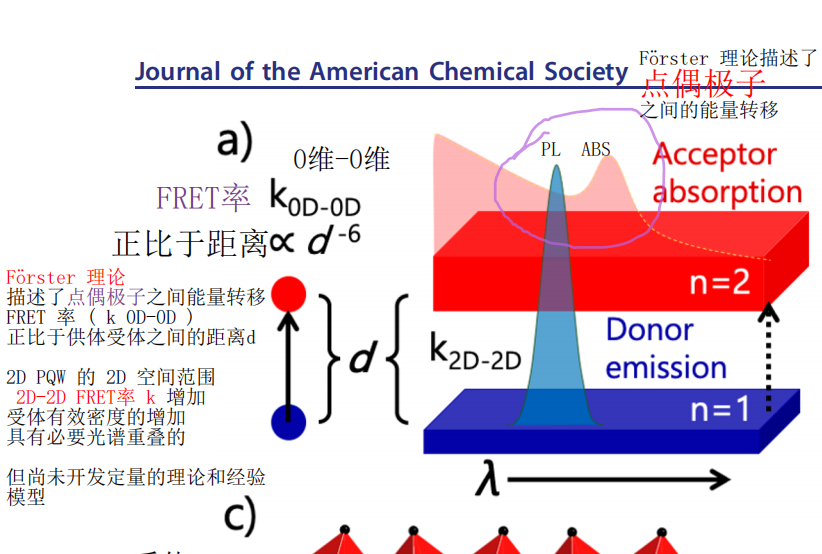 Förster 理论描述了
点偶极子
之间的能量转移
Journal of the American Chemical Society
a)
0维-0维
FRET率 k0D-0D
正比于距离∝ d-6
PL ABS
Acceptor
absorption
n=2
Förster 理论
描述了点偶极子之间能量转移
FRET 率 ( k 0D-0D )
正比于供体受体之间的距离d
2D PQW 的 2D 空间范围
2D-2D FRET率 k 增加
受体有效密度的增加
具有必要光谱重叠的
但尚未开发定量的理论和经验
模型
d
k2D-2D
Donor
emission
n=1
λ
c)